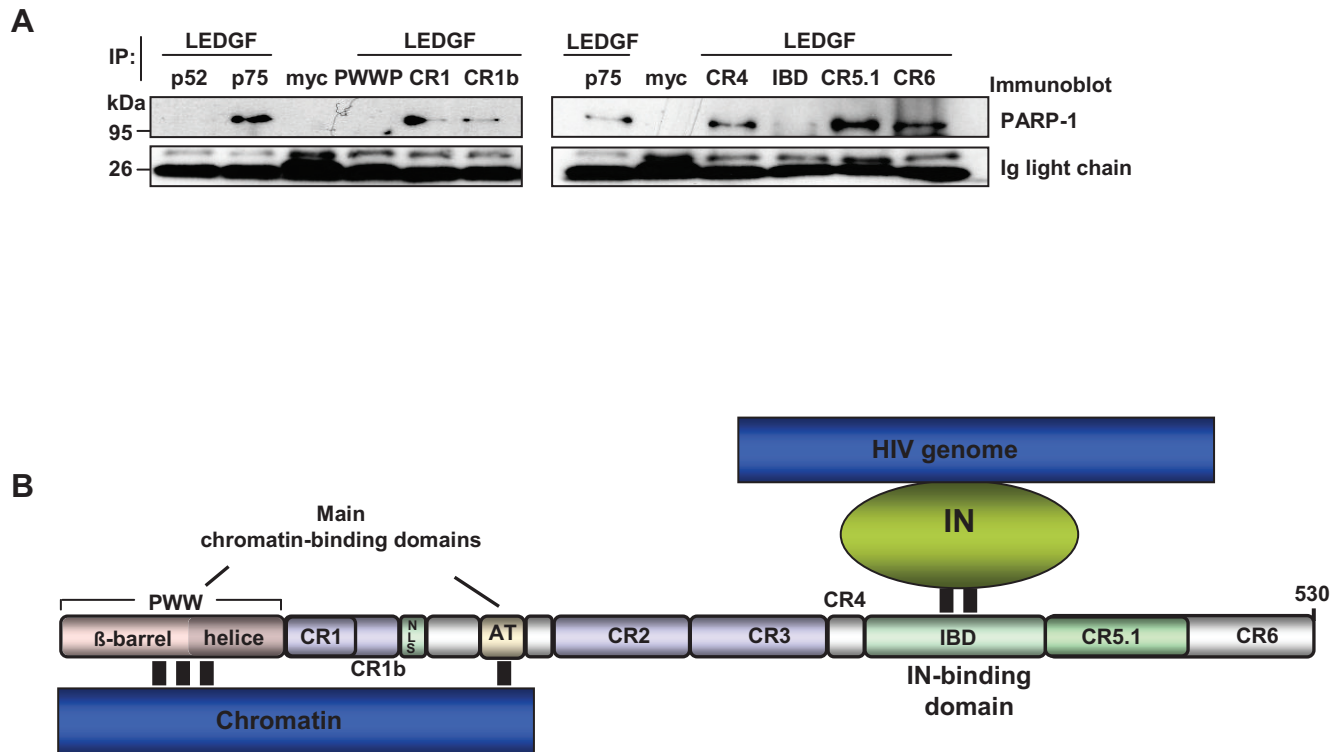 A
IP:
LEDGF LEDGF LEDGF LEDGF
p52 p75 myc PWWP CR1 CR1b p75 myc CR4 IBD CR5.1 CR6 Immunoblot
kDa
95 PARP-1
26 Ig light chain
HIV genome
B
IN
Main
chromatin-binding domains
530
PWW CR4
ß-barrel helice CR1 NLS AT CR2 CR3 IBD CR5.1 CR6
CR1b
IN-binding
domain
Chromatin